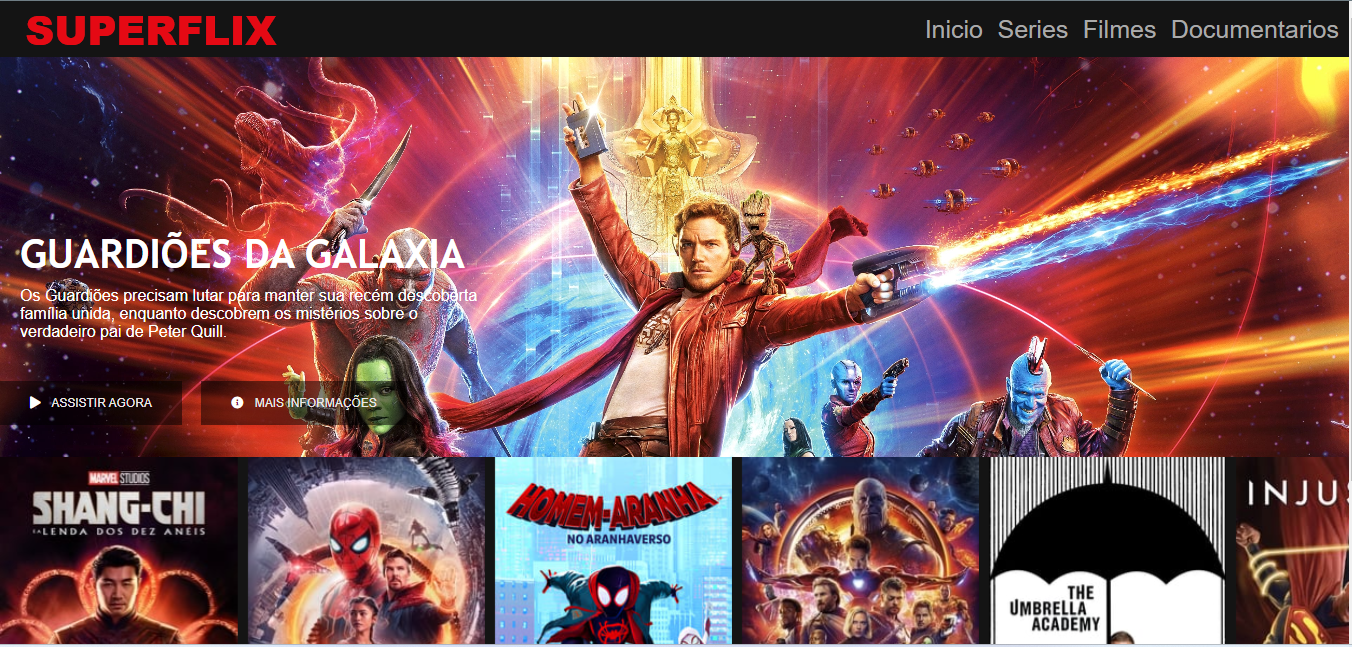 SUPERFLIX
Inicio Series Filmes Documentarios
GUARDIÕES DA GALAXIA
Os Guardiões precisam lutar para manter sua recém descoberta
família unida, enquanto descobrem os mistérios sobre o
verdadeiro pai de Peter Quill.
ASSISTIR AGORA
MAIS INFORMAÇÕES
MARVEL STUDIOS
SHANG-CHI
E A LENDA DOS DEZ ANÉIS
HOMEM-ARANHA
NO ARANHAVERSO
THE
UMBRELLA
ACADEMY
INJUS